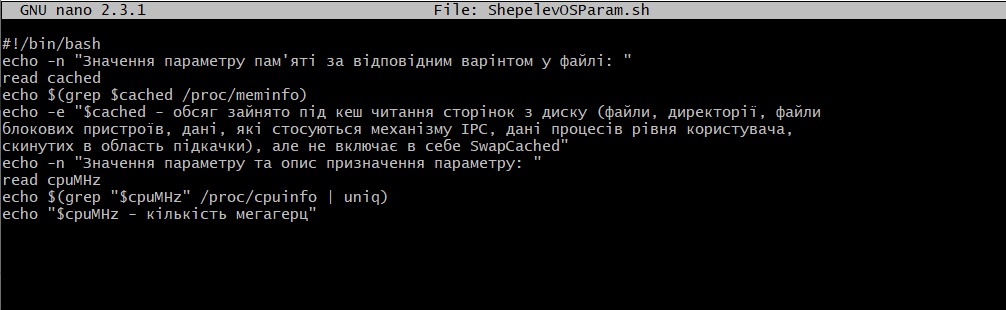 GNU nano 2.3.1 File: ShepelevOSParam.sh
#!/bin/bash
echo -n "Значення параметру пам'яті за відповідним варінтом у файлі: "
read cached
echo $(grep $cached /proc/meminfo)
echo -e "$cached - обсяг зайнято під кеш читання сторінок з диску (файли, директорії, файли
блокових пристроїв, дані, які стосуються механізму IPC, дані процесів рівня користувача,
скинутих в область підкачки), але не включає в себе SwapCached"
echo -n "Значення параметру та опис призначення параметру: "
read cpuMHz
echo $(grep "$cpuMHz" /proc/cpuinfo | uniq)
echo "$cpuMHz - кількість мегагерц"